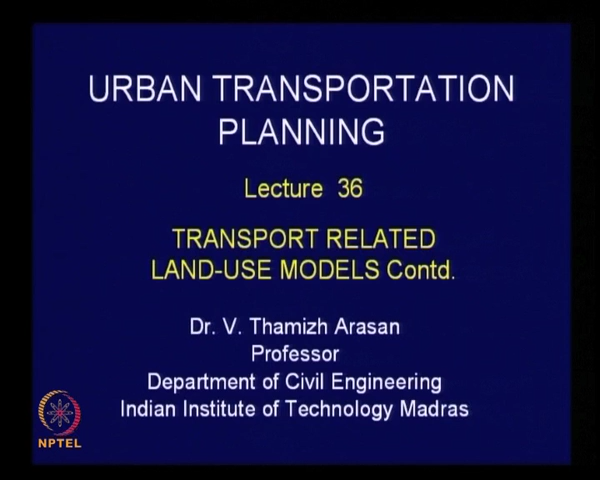 URBAN TRANSPORTATION
PLANNING
Lecture 36
TRANSPORT RELATED
LAND-USE MODELS Contd.
Dr. V. Thamizh Arasan
Professor
Department of Civil Engineering
Indian Institute of Technology Madras
NPTEL